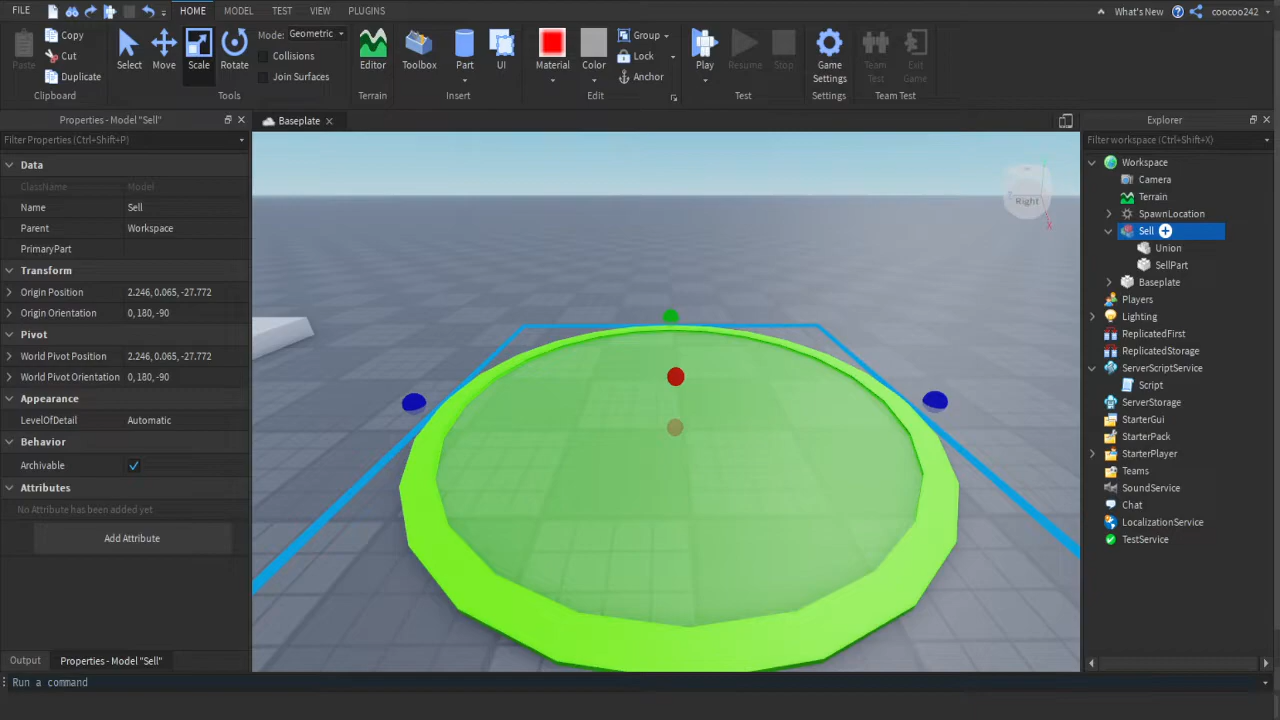 FILE HOME MODEL TEST VIEW PLUGINS What's New coocoo242
Paste Copy Cut Duplicate Clipboard
Select Move Scale Rotate Mode: Geometric Collisions Join Surfaces Tools
Editor Terrain
Toolbox Part UI Insert
Material Color Group Lock Anchor Edit
Play Resume Stop Test
Game Settings Settings
Team Test Exit Game Team Test
Properties - Model "Sell"
Filter Properties (Ctrl+Shift+P)
Data
ClassName Model
Name Sell
Parent Workspace
PrimaryPart
Transform
Origin Position 2.246, 0.065, -27.772
Origin Orientation 0, 180, -90
Pivot
World Pivot Position 2.246, 0.065, -27.772
World Pivot Orientation 0, 180, -90
Appearance
LevelOfDetail Automatic
Behavior
Archivable
Attributes
No Attribute has been added yet
Add Attribute
Output Properties - Model "Sell"
Run a command
Baseplate
Right
X
Explorer
Filter workspace (Ctrl+Shift+X)
Workspace
Camera
Terrain
SpawnLocation
Sell
Union
SellPart
Baseplate
Players
Lighting
ReplicatedFirst
ReplicatedStorage
ServerScriptService
Script
ServerStorage
StarterGui
StarterPack
StarterPlayer
Teams
SoundService
Chat
LocalizationService
TestService